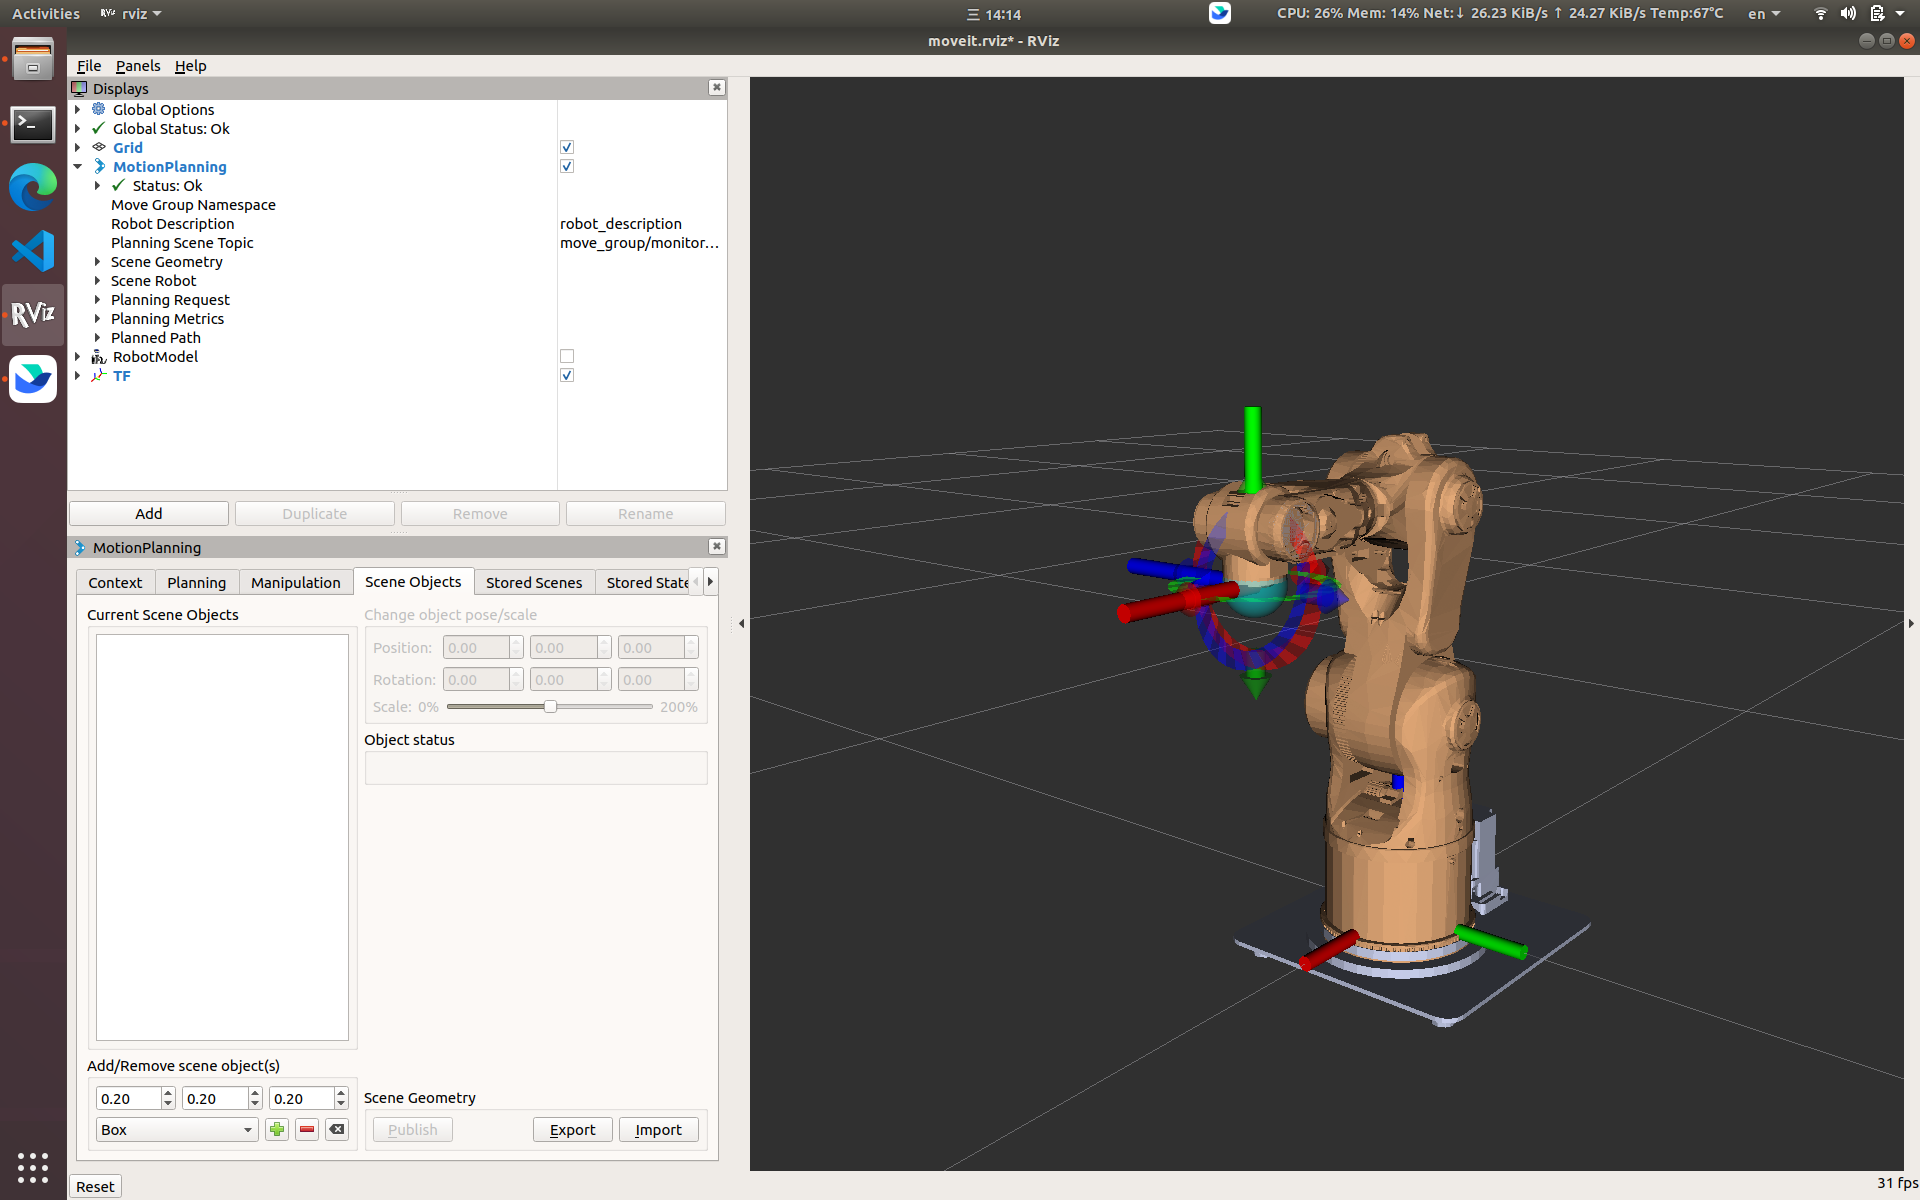 Activities
RViz rviz
三 14:14
CPU: 26% Mem: 14% Net:↓ 26.23 KiB/s ↑ 24.27 KiB/s Temp:67°C
en
moveit.rviz* - RViz
File Panels Help
Displays
Global Options
Global Status: Ok
Grid
MotionPlanning
Status: Ok
Move Group Namespace
Robot Description robot_description
Planning Scene Topic move_group/monitor...
Scene Geometry
Scene Robot
Planning Request
Planning Metrics
Planned Path
RobotModel
TF
RViz
Add Duplicate Remove Rename
MotionPlanning
Context Planning Manipulation Scene Objects Stored Scenes Stored State
Current Scene Objects
Change object pose/scale
Position: 0.00 0.00 0.00
Rotation: 0.00 0.00 0.00
Scale: 0% 200%
Object status
Add/Remove scene object(s)
0.20 0.20 0.20
Box
Scene Geometry
Publish Export Import
Reset
31 fps